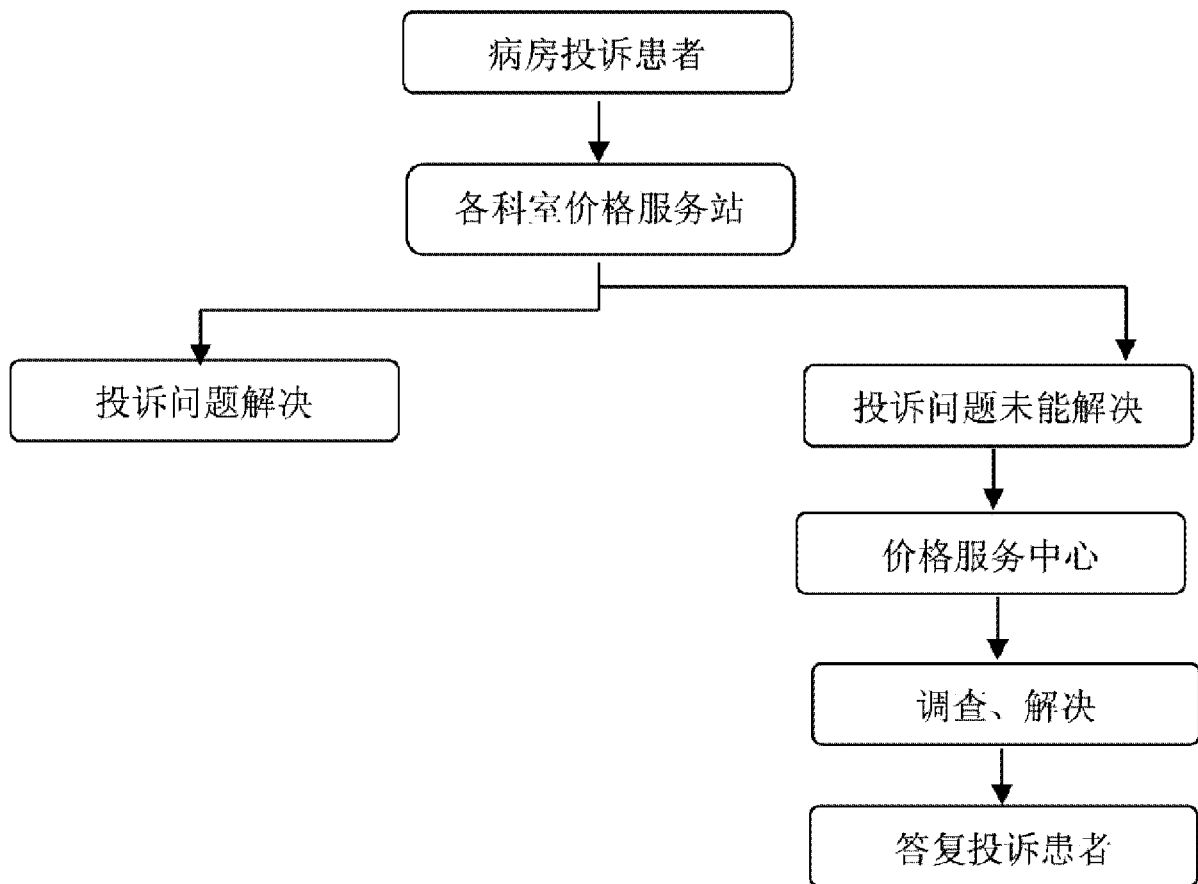 病房投诉患者
各科室价格服务站
投诉问题解决
投诉问题未能解决
价格服务中心
调查、解决
答复投诉患者